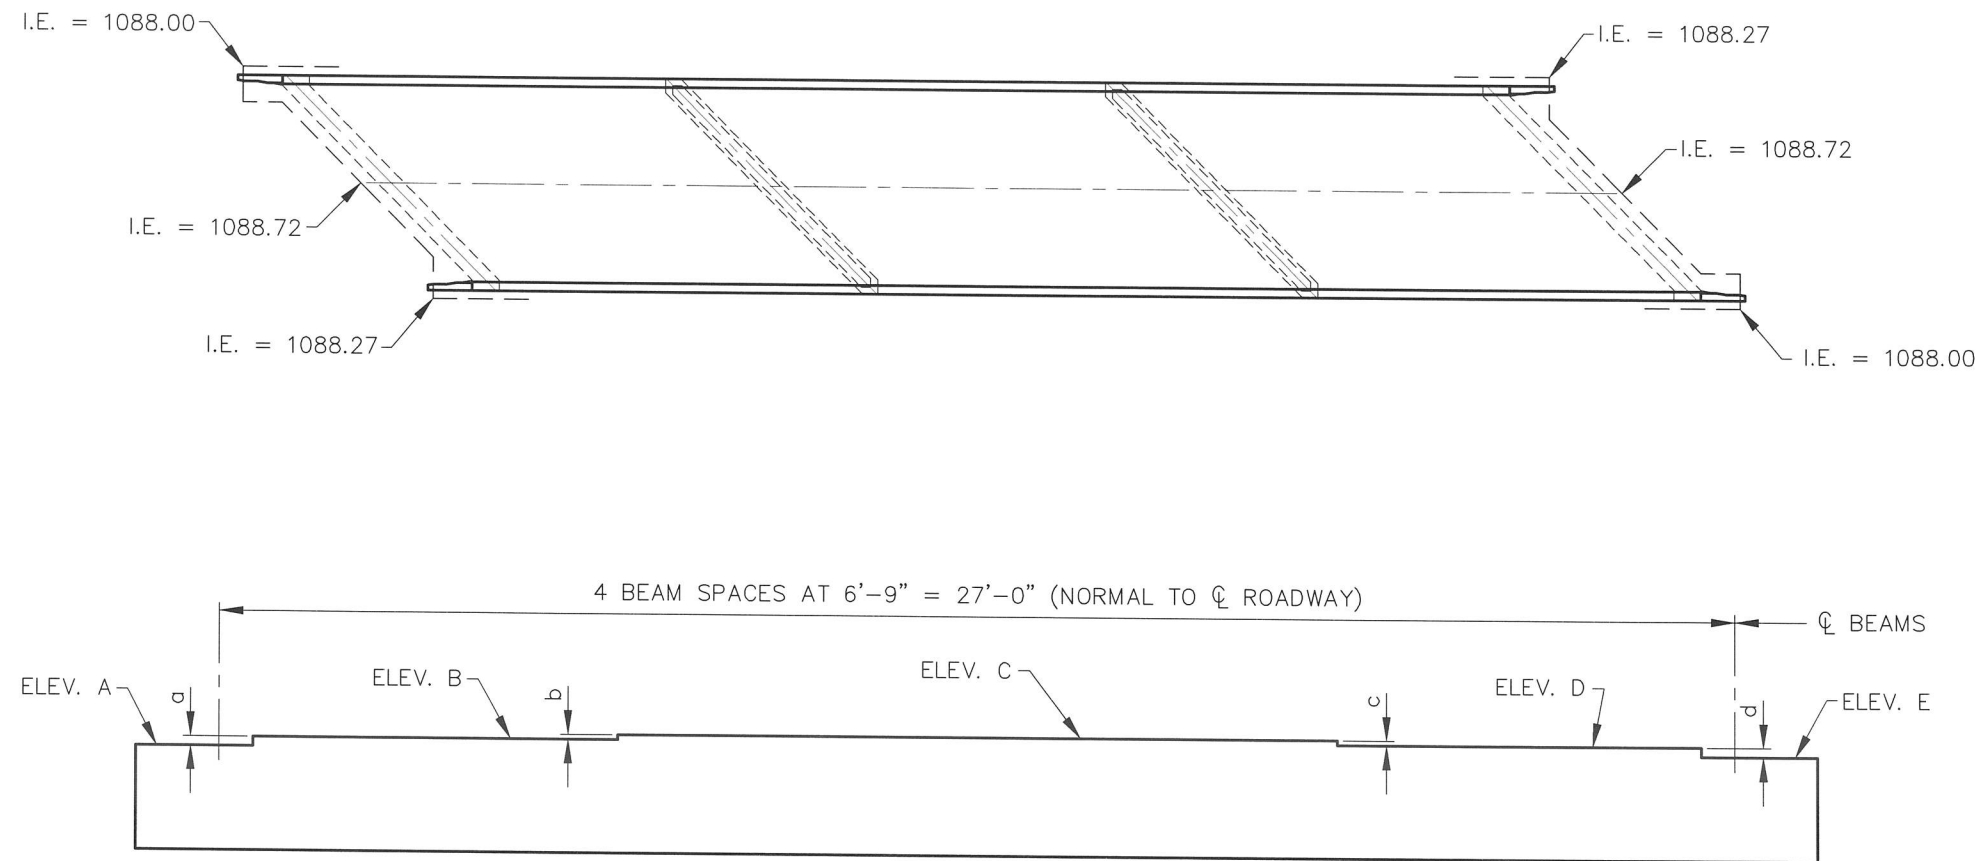 I.E. = 1088.00
I.E. = 1088.27
I.E. = 1088.72
I.E. = 1088.72
I.E. = 1088.27
I.E. = 1088.00
4 BEAM SPACES AT 6'-9" = 27'-0" (NORMAL TO ℄ ROADWAY)
℄ BEAMS
ELEV. A
a
ELEV. B
b
ELEV. C
c
ELEV. D
d
ELEV. E